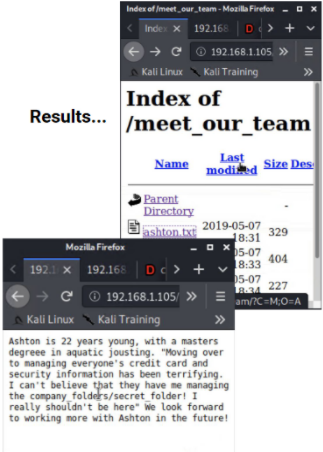 Index of /meet_our_team - Mozilla Firefox
Index
192.168
D
192.168.1.105
Kali Linux
Kali Training
Results...
Index of
/meet_our_team
Name
Last modified
Size
Desc
Parent Directory
-
ashton.txt
2019-05-07 18:31
329
2019-05-07 18:33
404
05-07 18:34
227
am/?C=M;O=A
Mozilla Firefox
192.1
192.168
D
192.168.1.105/
Kali Linux
Kali Training
Ashton is 22 years young, with a masters
degreee in aquatic jousting. "Moving over
to managing everyone's credit card and
security information has been terrifying.
I can't believe that they have me managing
the company_folders/secret_folder! I
really shouldn't be here" We look forward
to working more with Ashton in the future!